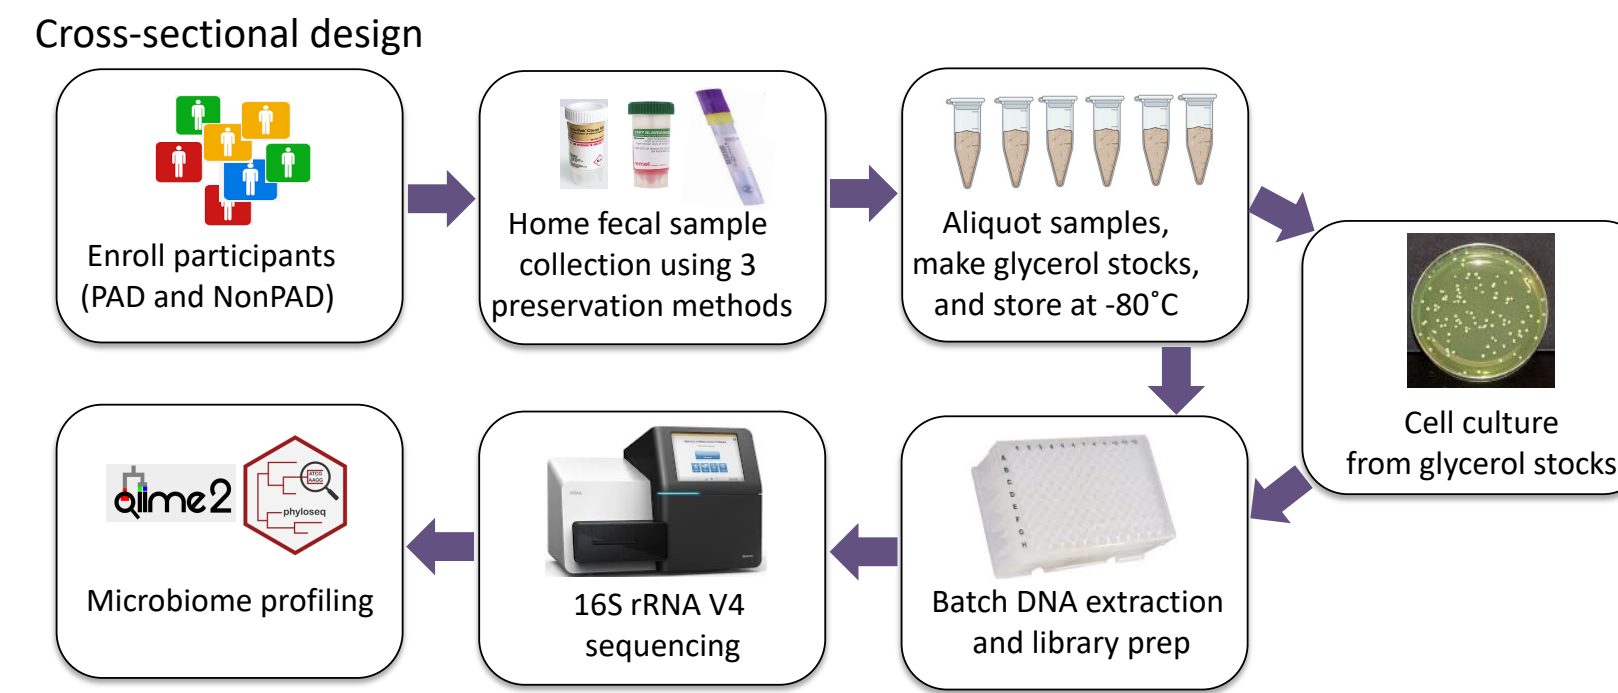 Cross-sectional design
Enroll participants
(PAD and NonPAD)
Home fecal sample
collection using 3
preservation methods
Aliquot samples,
make glycerol stocks,
and store at -80˚C
Cell culture
from glycerol stocks
Batch DNA extraction
and library prep
16S rRNA V4
sequencing
qiime2
ATCG
AAGG
phyloseq
Microbiome profiling
A
B
C
D
E
F
G
H